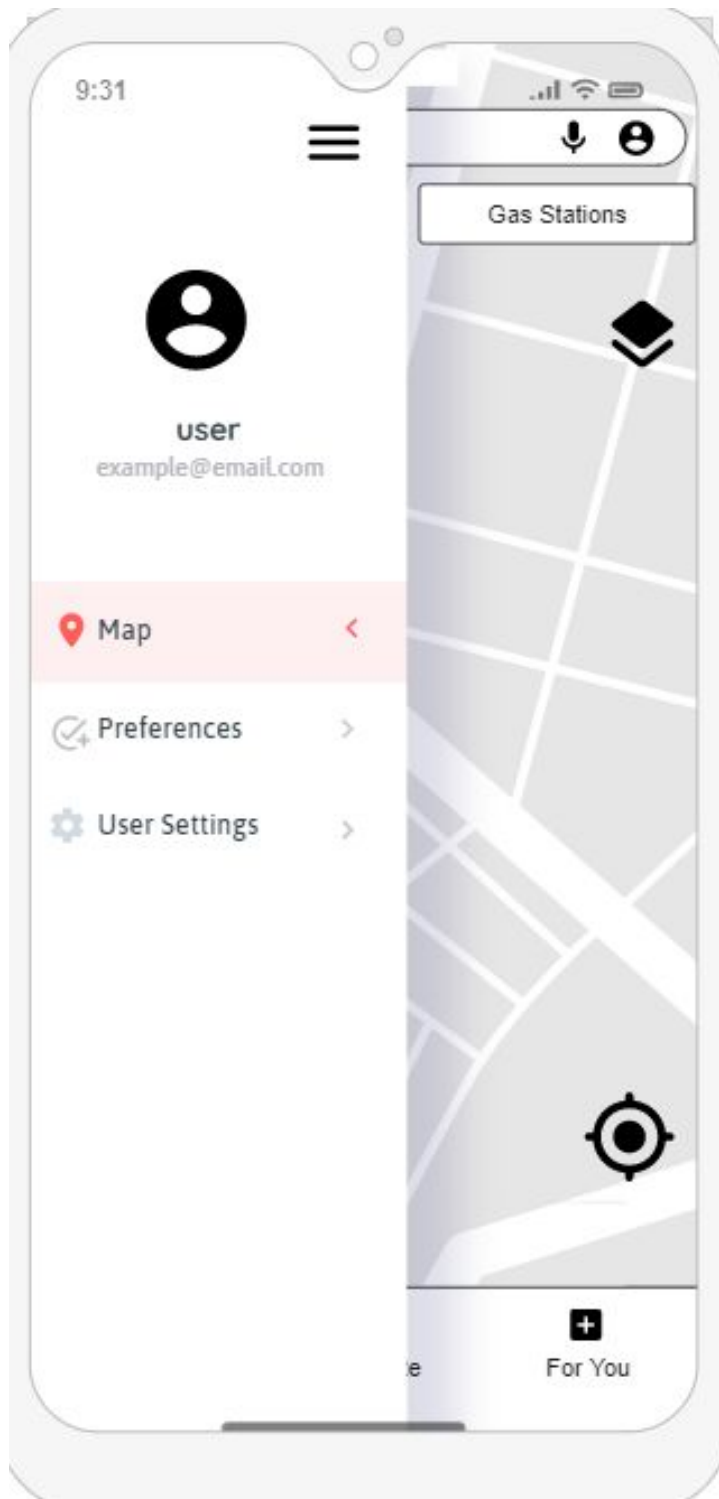 9:31
Gas Stations
user
example@email.com
Map
Preferences
User Settings
For You